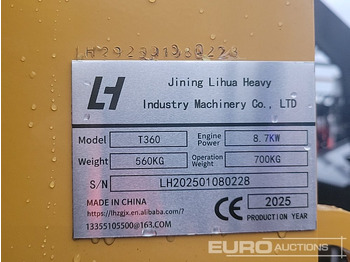 LH
Jining Lihua Heavy
Industry Machinery Co., LTD
Model T360 Engine Power 8.7KW
Weight 560KG Operation Weight 700KG
S/N LH202501080228
MADE IN CHINA
https://lhzgjx.en.alibaba.com/?
13355105500@163.COM
CE 2025
PRODUCTION YEAR
EURO AUCTIONS